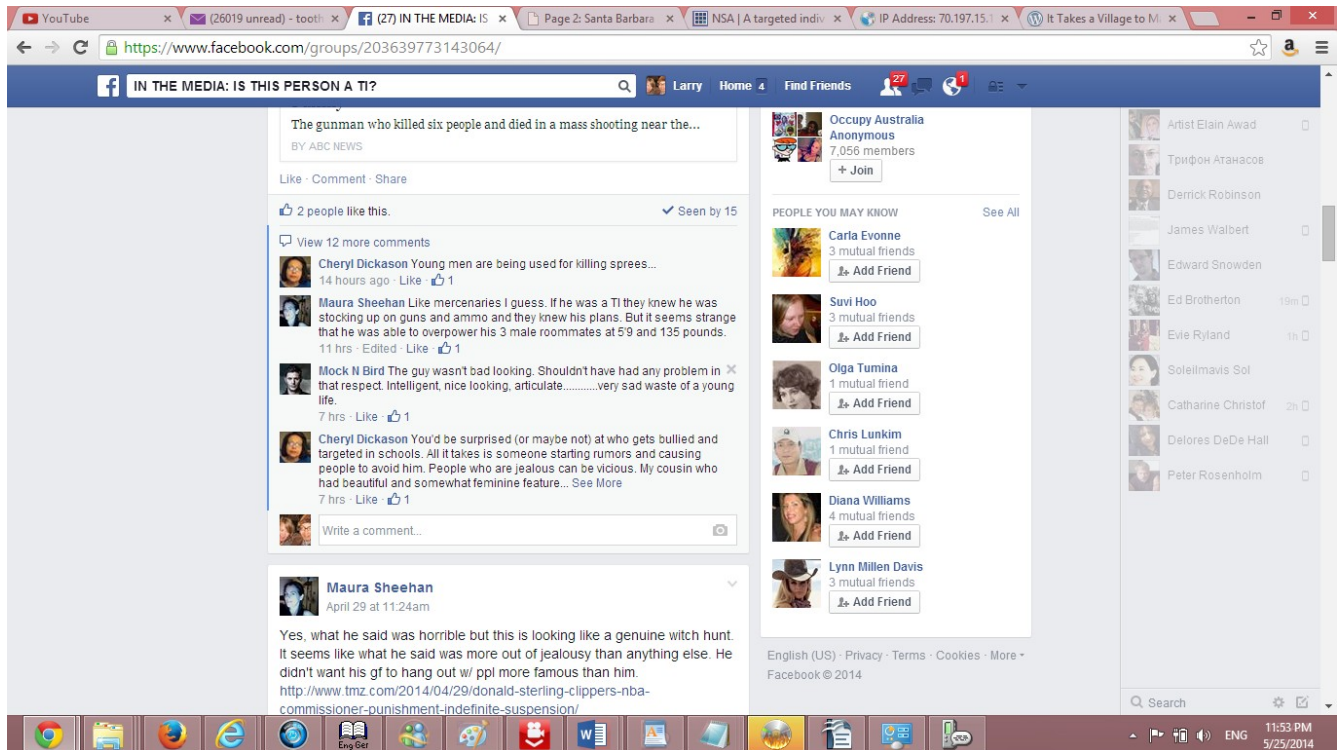 YouTube
(26019 unread) - tooth
(27) IN THE MEDIA: IS
Page 2: Santa Barbara
NSA | A targeted indiv
IP Address: 70.197.15.1
It Takes a Village to M
https://www.facebook.com/groups/203639773143064/
IN THE MEDIA: IS THIS PERSON A TI?
Larry
Home 4
Find Friends
27
1
The gunman who killed six people and died in a mass shooting near the...
BY ABC NEWS
Like · Comment · Share
2 people like this.
Seen by 15
View 12 more comments
Cheryl Dickason Young men are being used for killing sprees...
14 hours ago · Like · 1
Maura Sheehan Like mercenaries I guess. If he was a TI they knew he was
stocking up on guns and ammo and they knew his plans. But it seems strange
that he was able to overpower his 3 male roommates at 5'9 and 135 pounds.
11 hrs · Edited · Like · 1
Mock N Bird The guy wasn't bad looking. Shouldn't have had any problem in
that respect. Intelligent, nice looking, articulate............very sad waste of a young
life.
7 hrs · Like · 1
Cheryl Dickason You'd be surprised (or maybe not) at who gets bullied and
targeted in schools. All it takes is someone starting rumors and causing
people to avoid him. People who are jealous can be vicious. My cousin who
had beautiful and somewhat feminine feature... See More
7 hrs · Like · 1
Write a comment...
Maura Sheehan
April 29 at 11:24am
Yes, what he said was horrible but this is looking like a genuine witch hunt.
It seems like what he said was more out of jealousy than anything else. He
didn't want his gf to hang out w/ ppl more famous than him.
http://www.tmz.com/2014/04/29/donald-sterling-clippers-nba-
commissioner-punishment-indefinite-suspension/
Occupy Australia
Anonymous
7,056 members
+ Join
PEOPLE YOU MAY KNOW
See All
Carla Evonne
3 mutual friends
Add Friend
Suvi Hoo
3 mutual friends
Add Friend
Olga Tumina
1 mutual friend
Add Friend
Chris Lunkim
1 mutual friend
Add Friend
Diana Williams
4 mutual friends
Add Friend
Lynn Millen Davis
3 mutual friends
Add Friend
English (US) · Privacy · Terms · Cookies · More
Facebook © 2014
Artist Elain Awad
Трифон Атанасов
Derrick Robinson
James Walbert
Edward Snowden
Ed Brotherton 19m
Evie Ryland 1h
Soleilmavis Sol
Catharine Christof 2h
Delores DeDe Hall
Peter Rosenholm
Search
Eng Ger
ENG
11:53 PM
5/25/2014